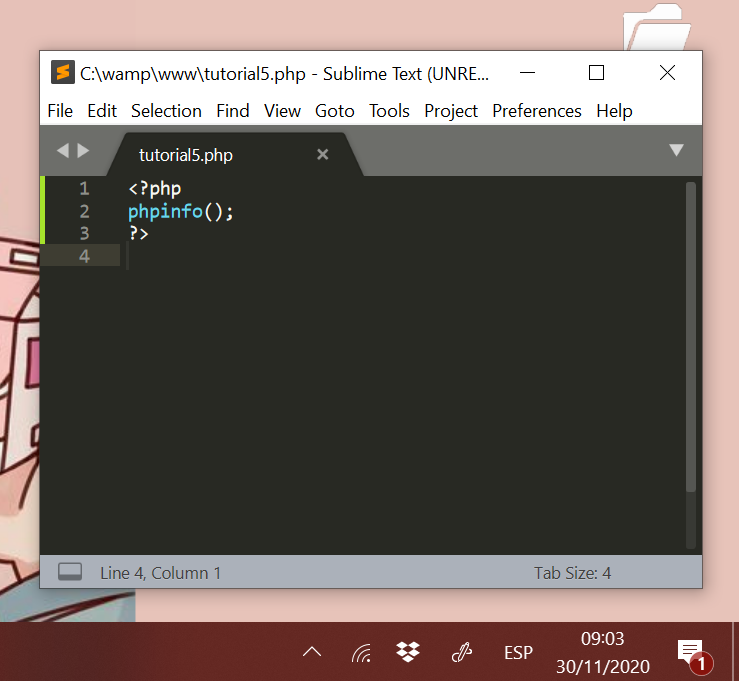 C:\wamp\www\tutorial5.php - Sublime Text (UNRE...
File Edit Selection Find View Goto Tools Project Preferences Help
tutorial5.php
1 <?php
2 phpinfo();
3 ?>
4
Line 4, Column 1 Tab Size: 4
ESP
09:03
30/11/2020
1